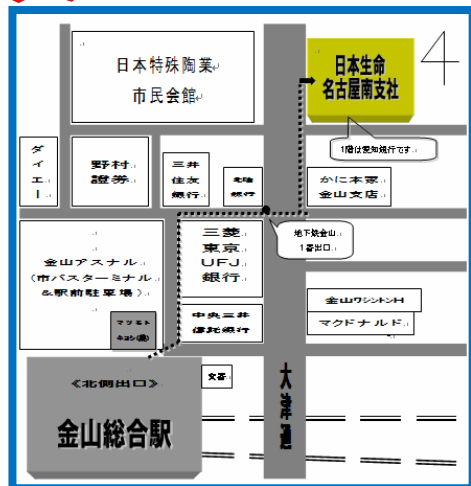 日本特殊陶業
市民会館
日本生命
名古屋南支社
4
1階は愛知銀行です
ダイエー
野村
證券
三井
住友
銀行
銀行
かに本家
金山支店
地下鉄金山
1番出口
金山アスナル
(市バスターミナル
&駅前駐車場)
三菱
東京
UFJ
銀行
マツモト
キヨシ(薬)
中央三井
信託銀行
金山ワシントンH
マクドナルド
交番
大津通
《北側出口》
金山総合駅